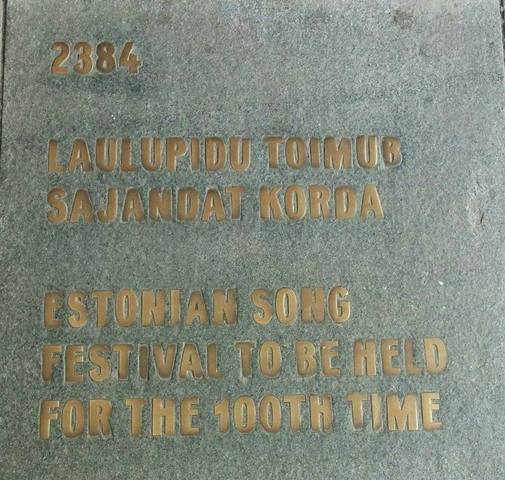 2384
LAULUPIDU TOIMUB
SAJANDAT KORDA
ESTONIAN SONG
FESTIVAL TO BE HELD
FOR THE 100TH TIME